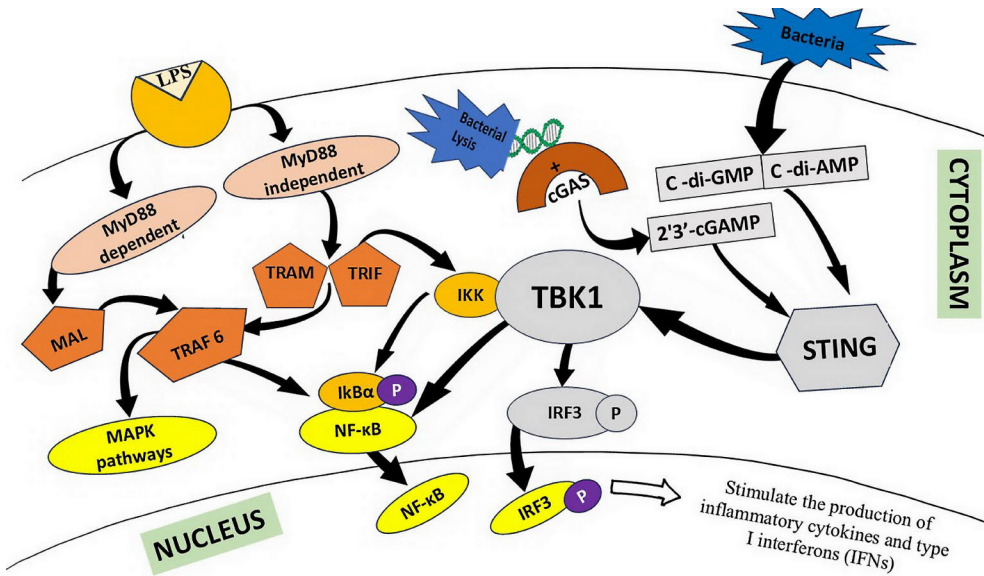 Bacteria
LPS
Bacterial
Lysis
MyD88
independent
cGAS
+
C -di-GMP
C -di-AMP
CYTOPLASM
MyD88
dependent
2'3'-cGAMP
TRAM
TRIF
IKK
TBK1
MAL
TRAF 6
STING
IkBα
P
NF-κB
IRF3
P
MAPK
pathways
NF-κB
IRF3
P
Stimulate the production of
inflammatory cytokines and type
I interferons (IFNs)
NUCLEUS